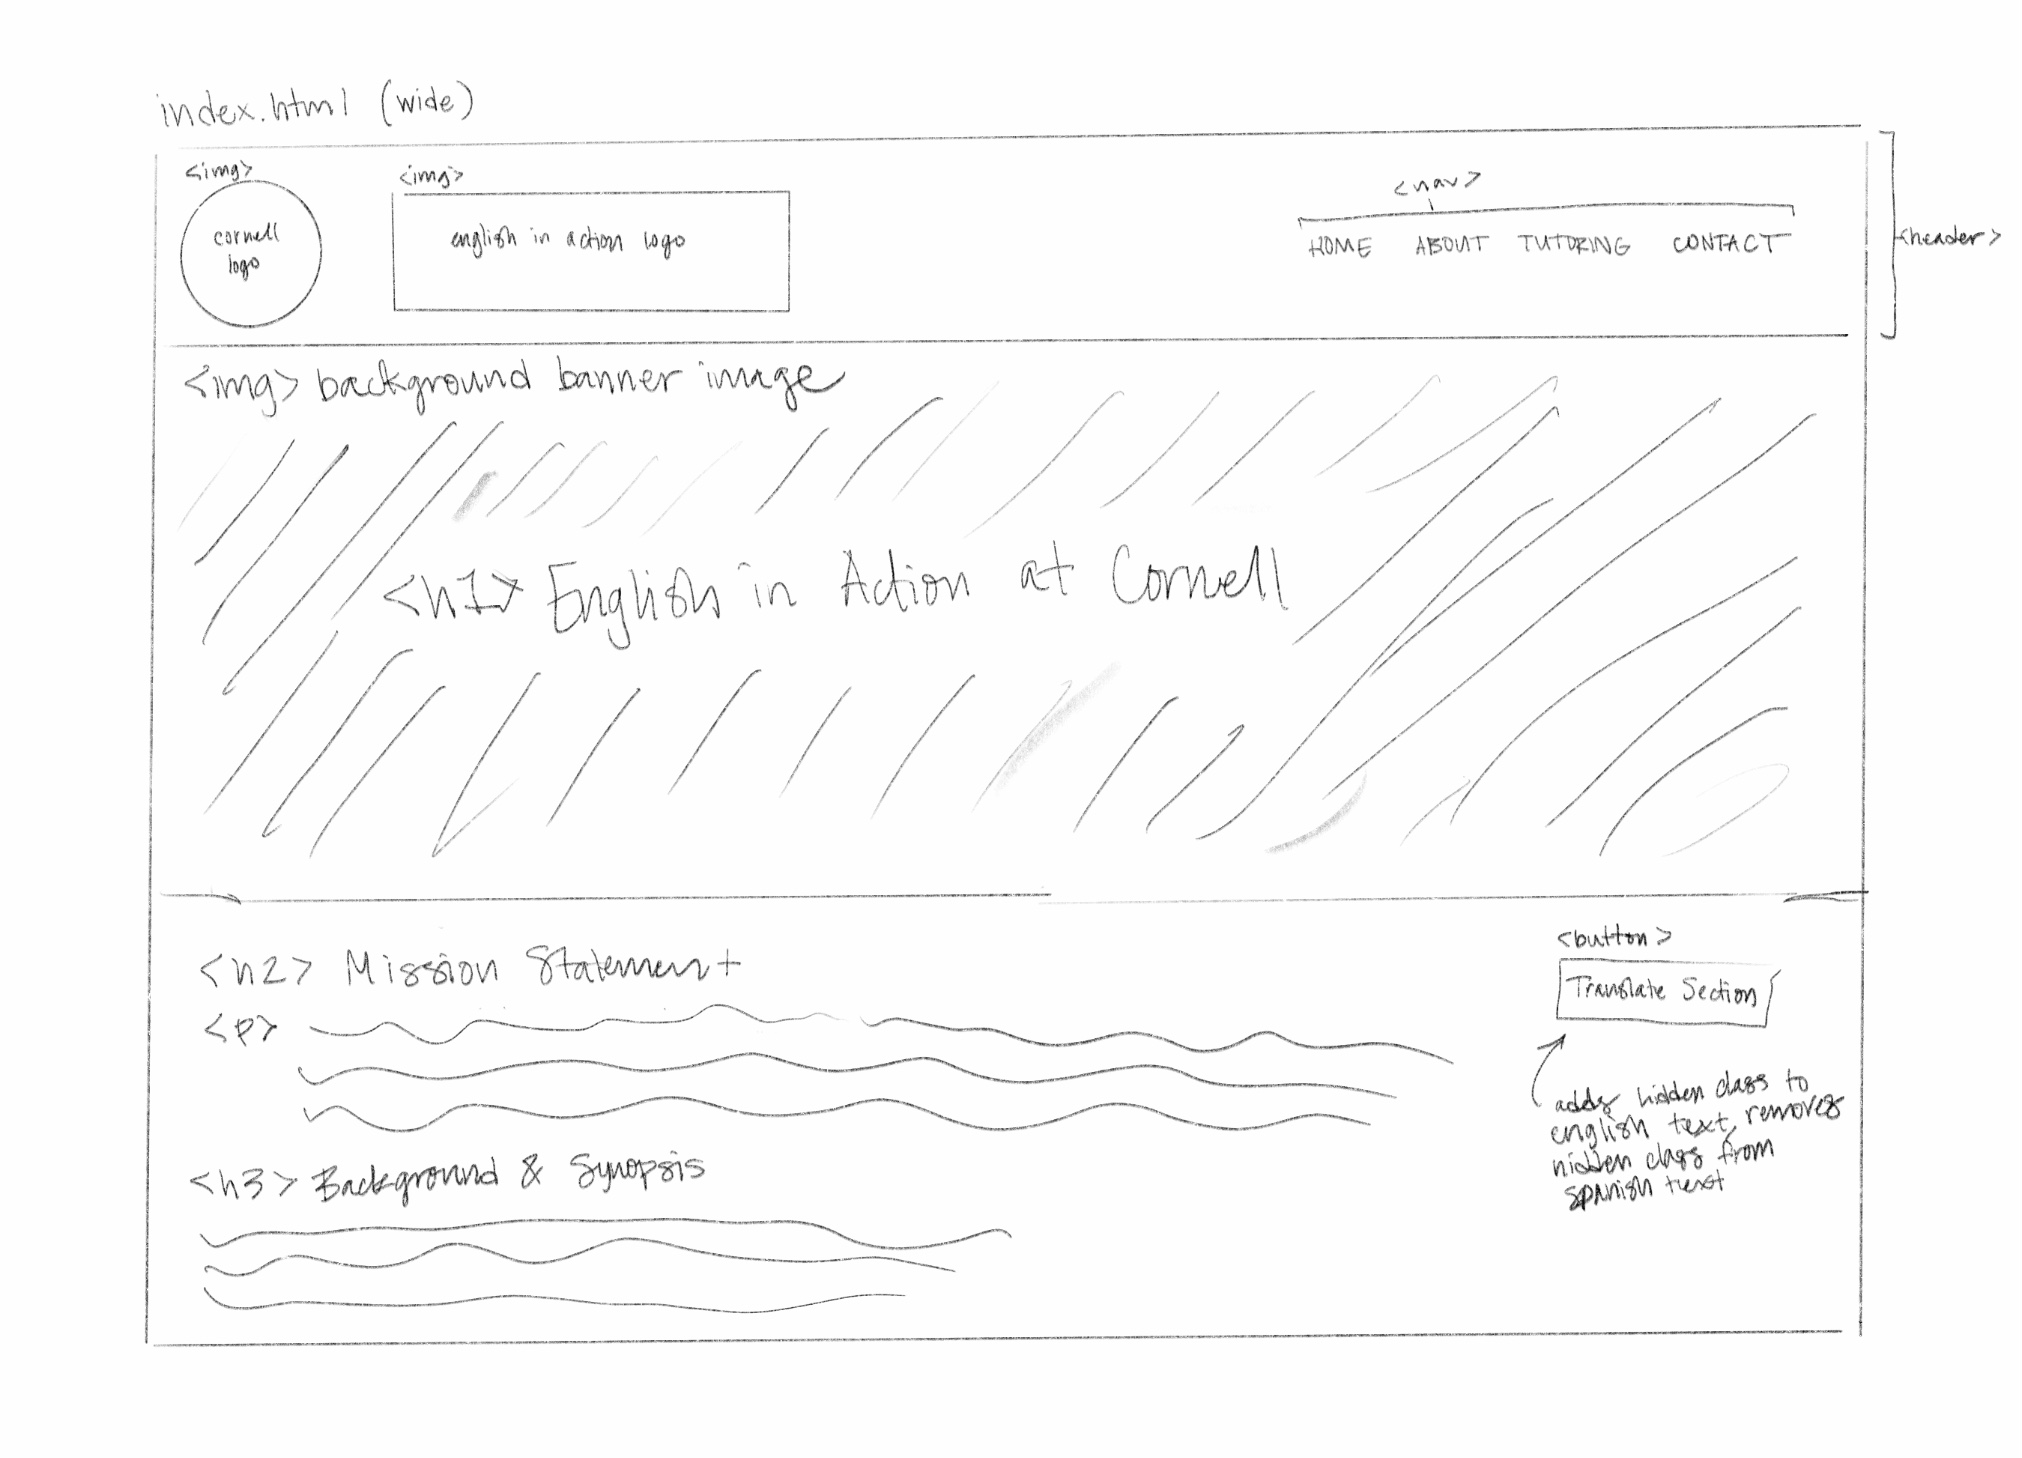 index.html (wide)
<img>
cornell
logo
<img>
english in action logo
<nav>
HOME ABOUT TUTORING CONTACT
<header>
<img> background banner image
<h1> English in Action at Cornell
<h2> Mission Statement
<p>
<button>
Translate Section
adds hidden class to
english text, removes
hidden class from
spanish text
<h3> Background & Synopsis